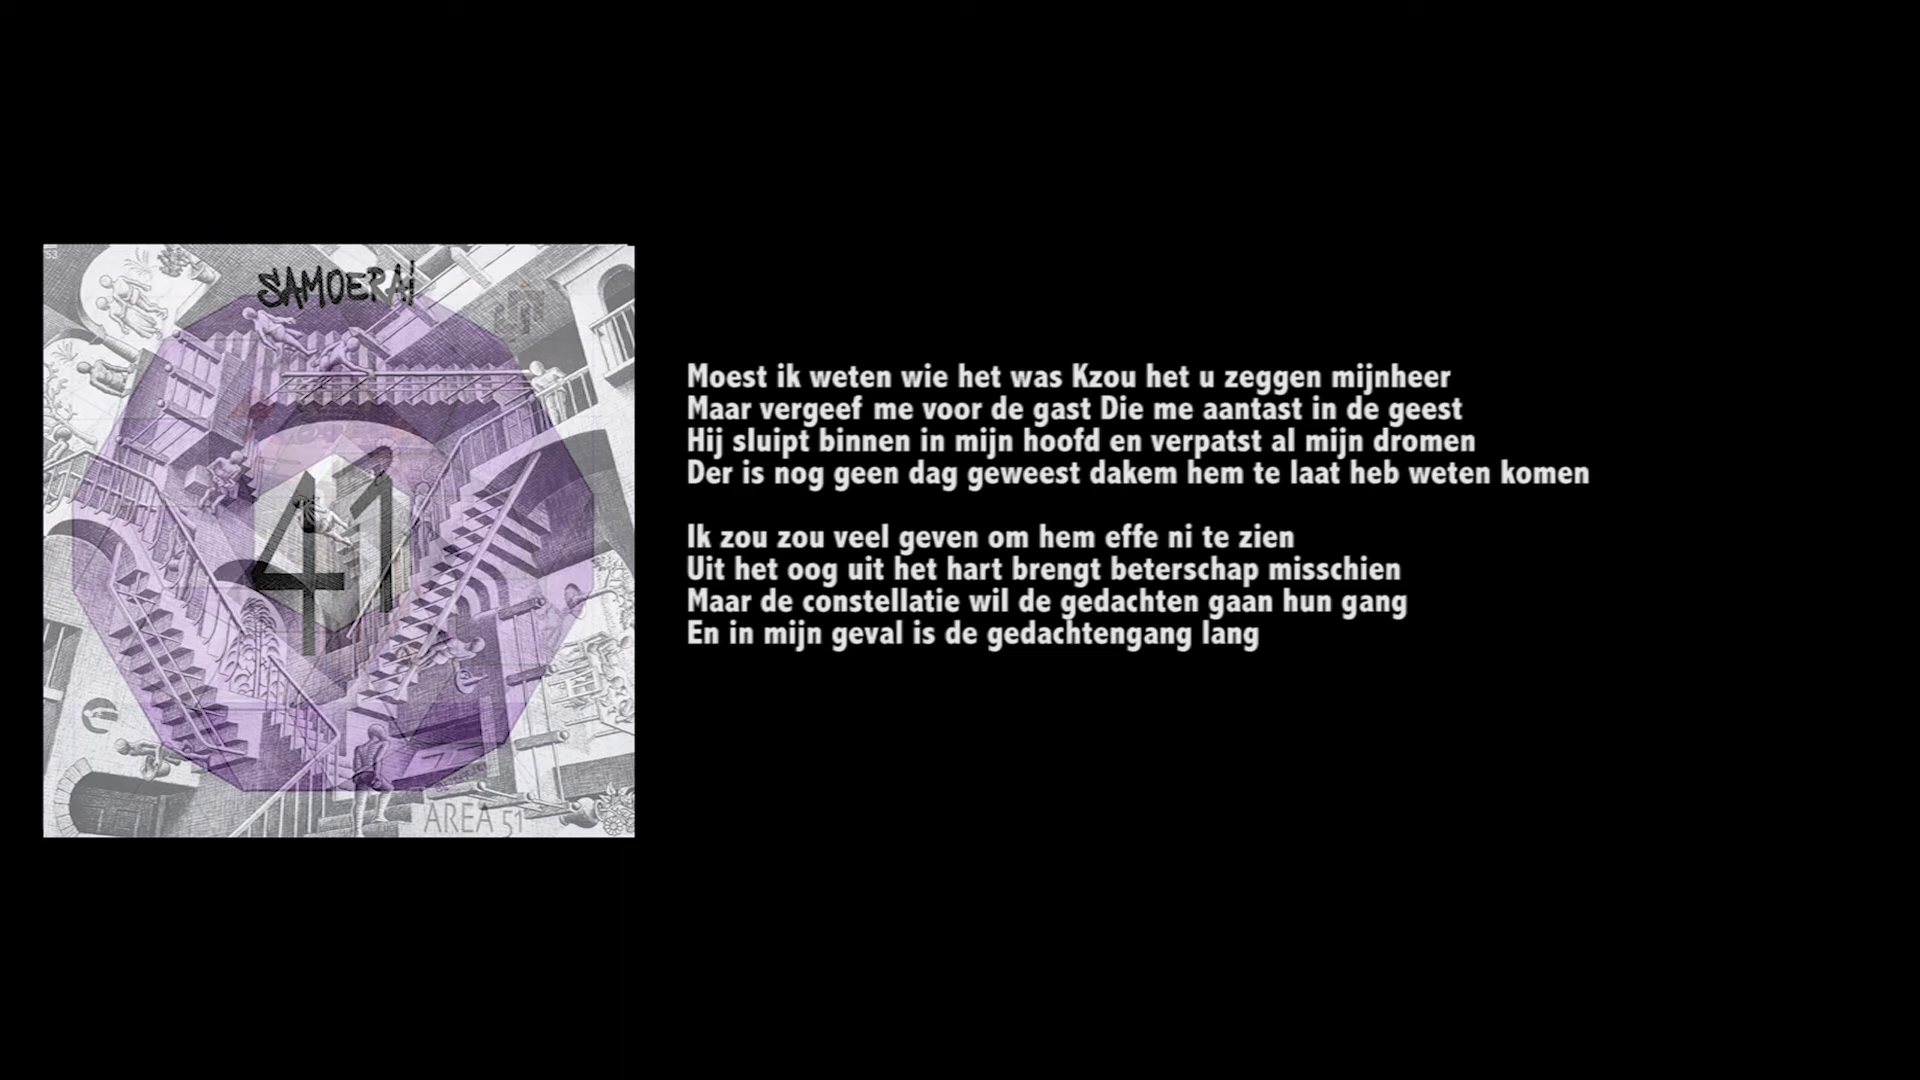 SAMOERAI
41
AREA 51
Moest ik weten wie het was Kzou het u zeggen mijnheer
Maar vergeef me voor de gast Die me aantast in de geest
Hij sluipt binnen in mijn hoofd en verpatst al mijn dromen
Der is nog geen dag geweest dakem hem te laat heb weten komen
Ik zou zou veel geven om hem effe ni te zien
Uit het oog uit het hart brengt beterschap misschien
Maar de constellatie wil de gedachten gaan hun gang
En in mijn geval is de gedachtengang lang